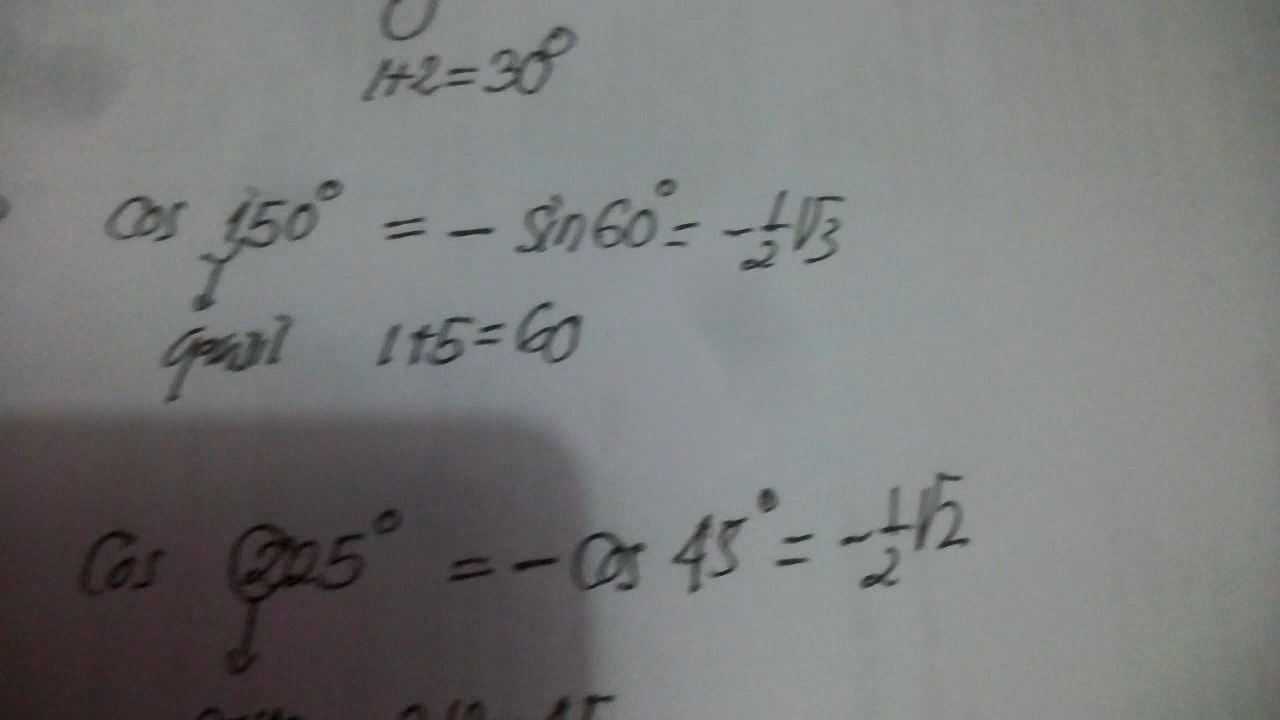 1+2=30°
Cos 150° = - sin 60° = -½√3
ganjil 1+5=60
Cos 225° = - Cos 45° = -½√2